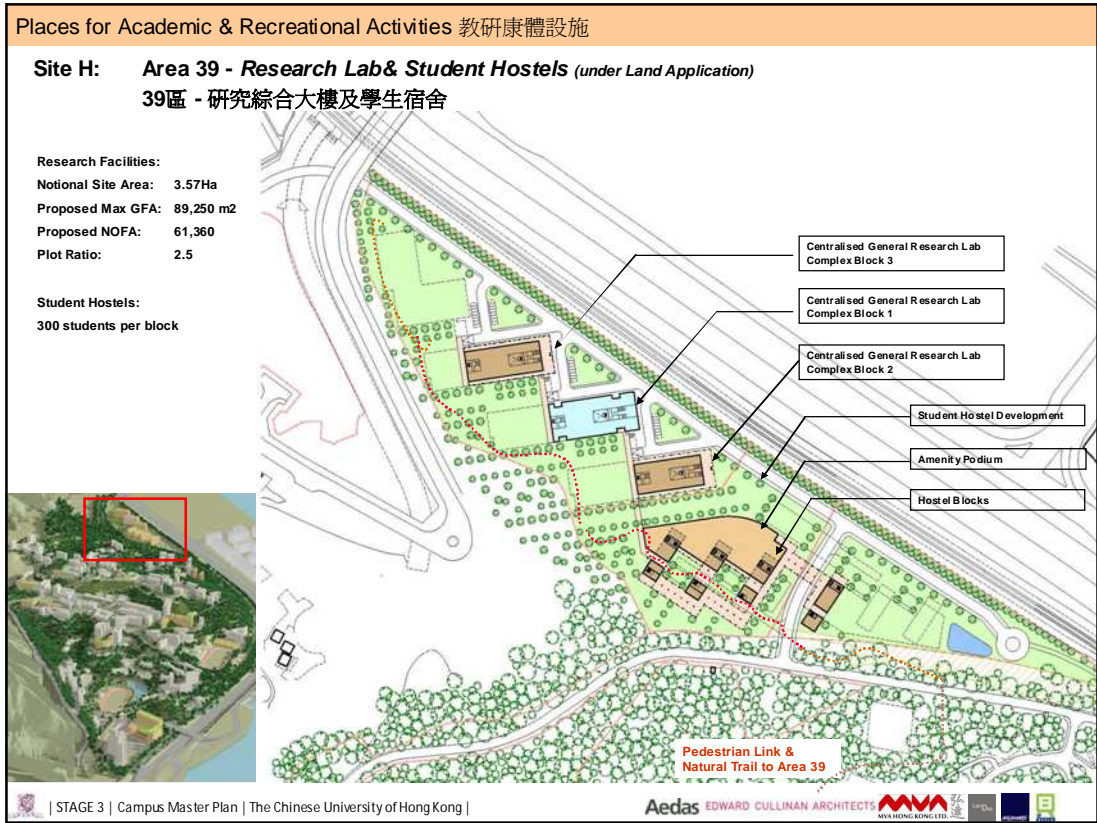 Places for Academic & Recreational Activities 教研康體設施
Site H: Area 39 - Research Lab& Student Hostels (under Land Application)
39區 - 研究綜合大樓及學生宿舍
Research Facilities:
Notional Site Area: 3.57Ha
Proposed Max GFA: 89,250 m2
Proposed NOFA: 61,360
Plot Ratio: 2.5
Student Hostels:
300 students per block
Centralised General Research Lab
Complex Block 3
Centralised General Research Lab
Complex Block 1
Centralised General Research Lab
Complex Block 2
Student Hostel Development
Amenity Podium
Hostel Blocks
Pedestrian Link &
Natural Trail to Area 39
| STAGE 3 | Campus Master Plan | The Chinese University of Hong Kong |
Aedas EDWARD CULLINAN ARCHITECTS MVA 弘達
MVA HONG KONG LTD.